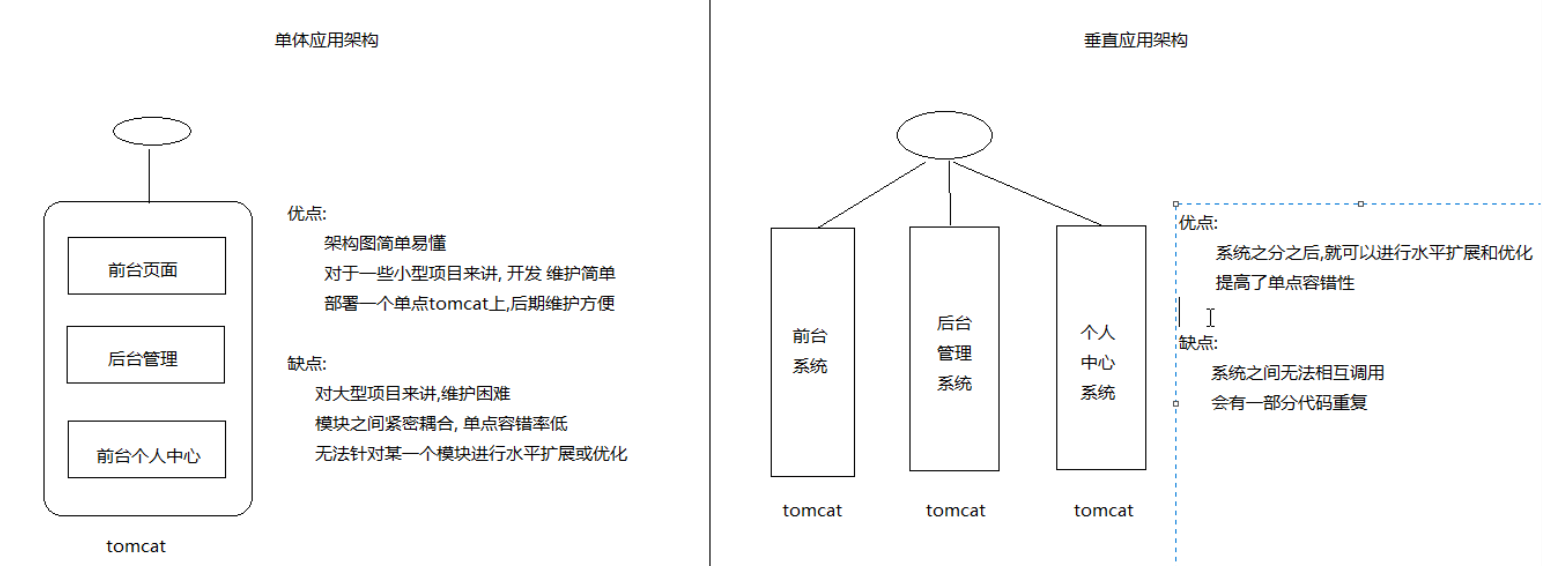 单体应用架构
前台页面
后台管理
前台个人中心
tomcat
优点:
架构图简单易懂
对于一些小型项目来讲, 开发 维护简单
部署一个单点tomcat上,后期维护方便
缺点:
对大型项目来讲,维护困难
模块之间紧密耦合, 单点容错率低
无法针对某一个模块进行水平扩展或优化
垂直应用架构
前台
系统
tomcat
后台
管理
系统
tomcat
个人
中心
系统
tomcat
优点:
系统之分之后,就可以进行水平扩展和优化
提高了单点容错性
缺点:
系统之间无法相互调用
会有一部分代码重复